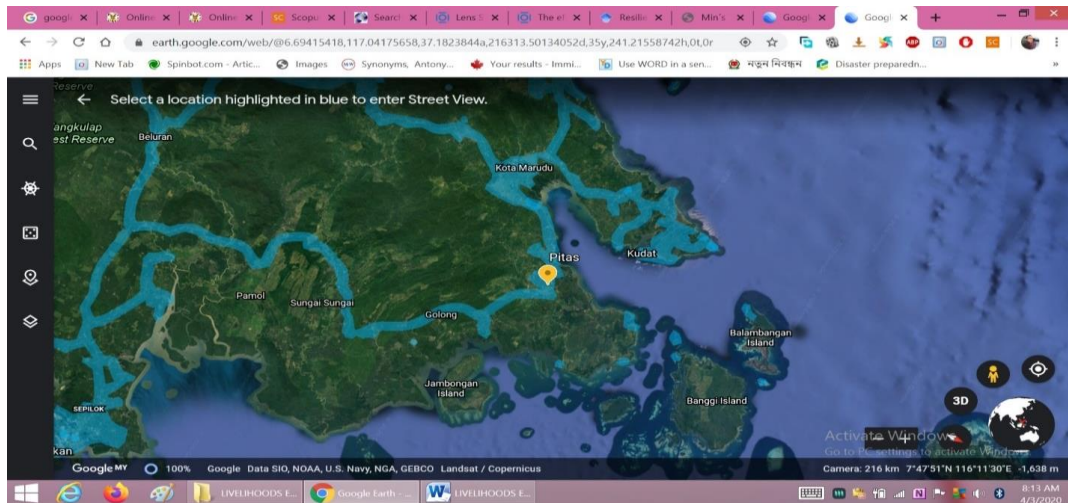 googl
Online
Online
Scopu
Search
Lens S
The ef
Resilie
Min's
Googl
Googl
earth.google.com/web/@6.69415418,117.04175658,37.1823844a,216313.50134052d,35y,241.21558742h,0t,0r
Apps
New Tab
Spinbot.com - Artic...
Images
Synonyms, Antony...
Your results - Immi...
Use WORD in a sen...
নতুন নিবন্ধন
Disaster preparedn...
Select a location highlighted in blue to enter Street View.
Reserve
angkulap
est Reserve
Beluran
Kota Marudu
Pitas
Kudat
Pamol
Sungai Sungai
Golong
Balambangan
Island
Jambongan
Island
Banggi Island
SEPILOK
kan
3D
Activate Windows
Go to PC settings to activate Windows.
Google MY
100%
Google Data SIO, NOAA, U.S. Navy, NGA, GEBCO Landsat / Copernicus
Camera: 216 km 7°47'51"N 116°11'30"E -1,638 m
LIVELIHOODS E...
Google Earth - ...
LIVELIHOODS E...
8:13 AM
4/3/2020